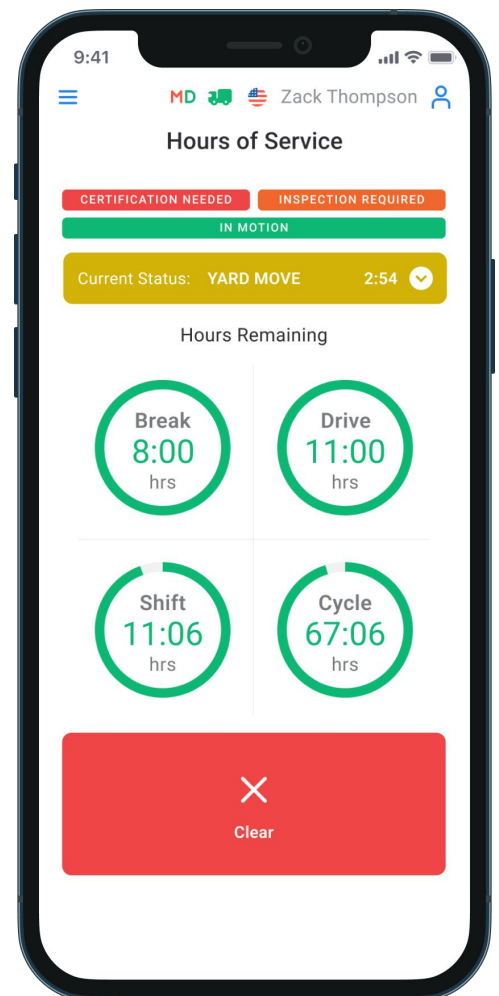 9:41
MD Zack Thompson
Hours of Service
CERTIFICATION NEEDED INSPECTION REQUIRED
IN MOTION
Current Status: YARD MOVE 2:54
Hours Remaining
Break Drive
8:00 11:00
hrs hrs
Shift Cycle
11:06 67:06
hrs hrs
Clear